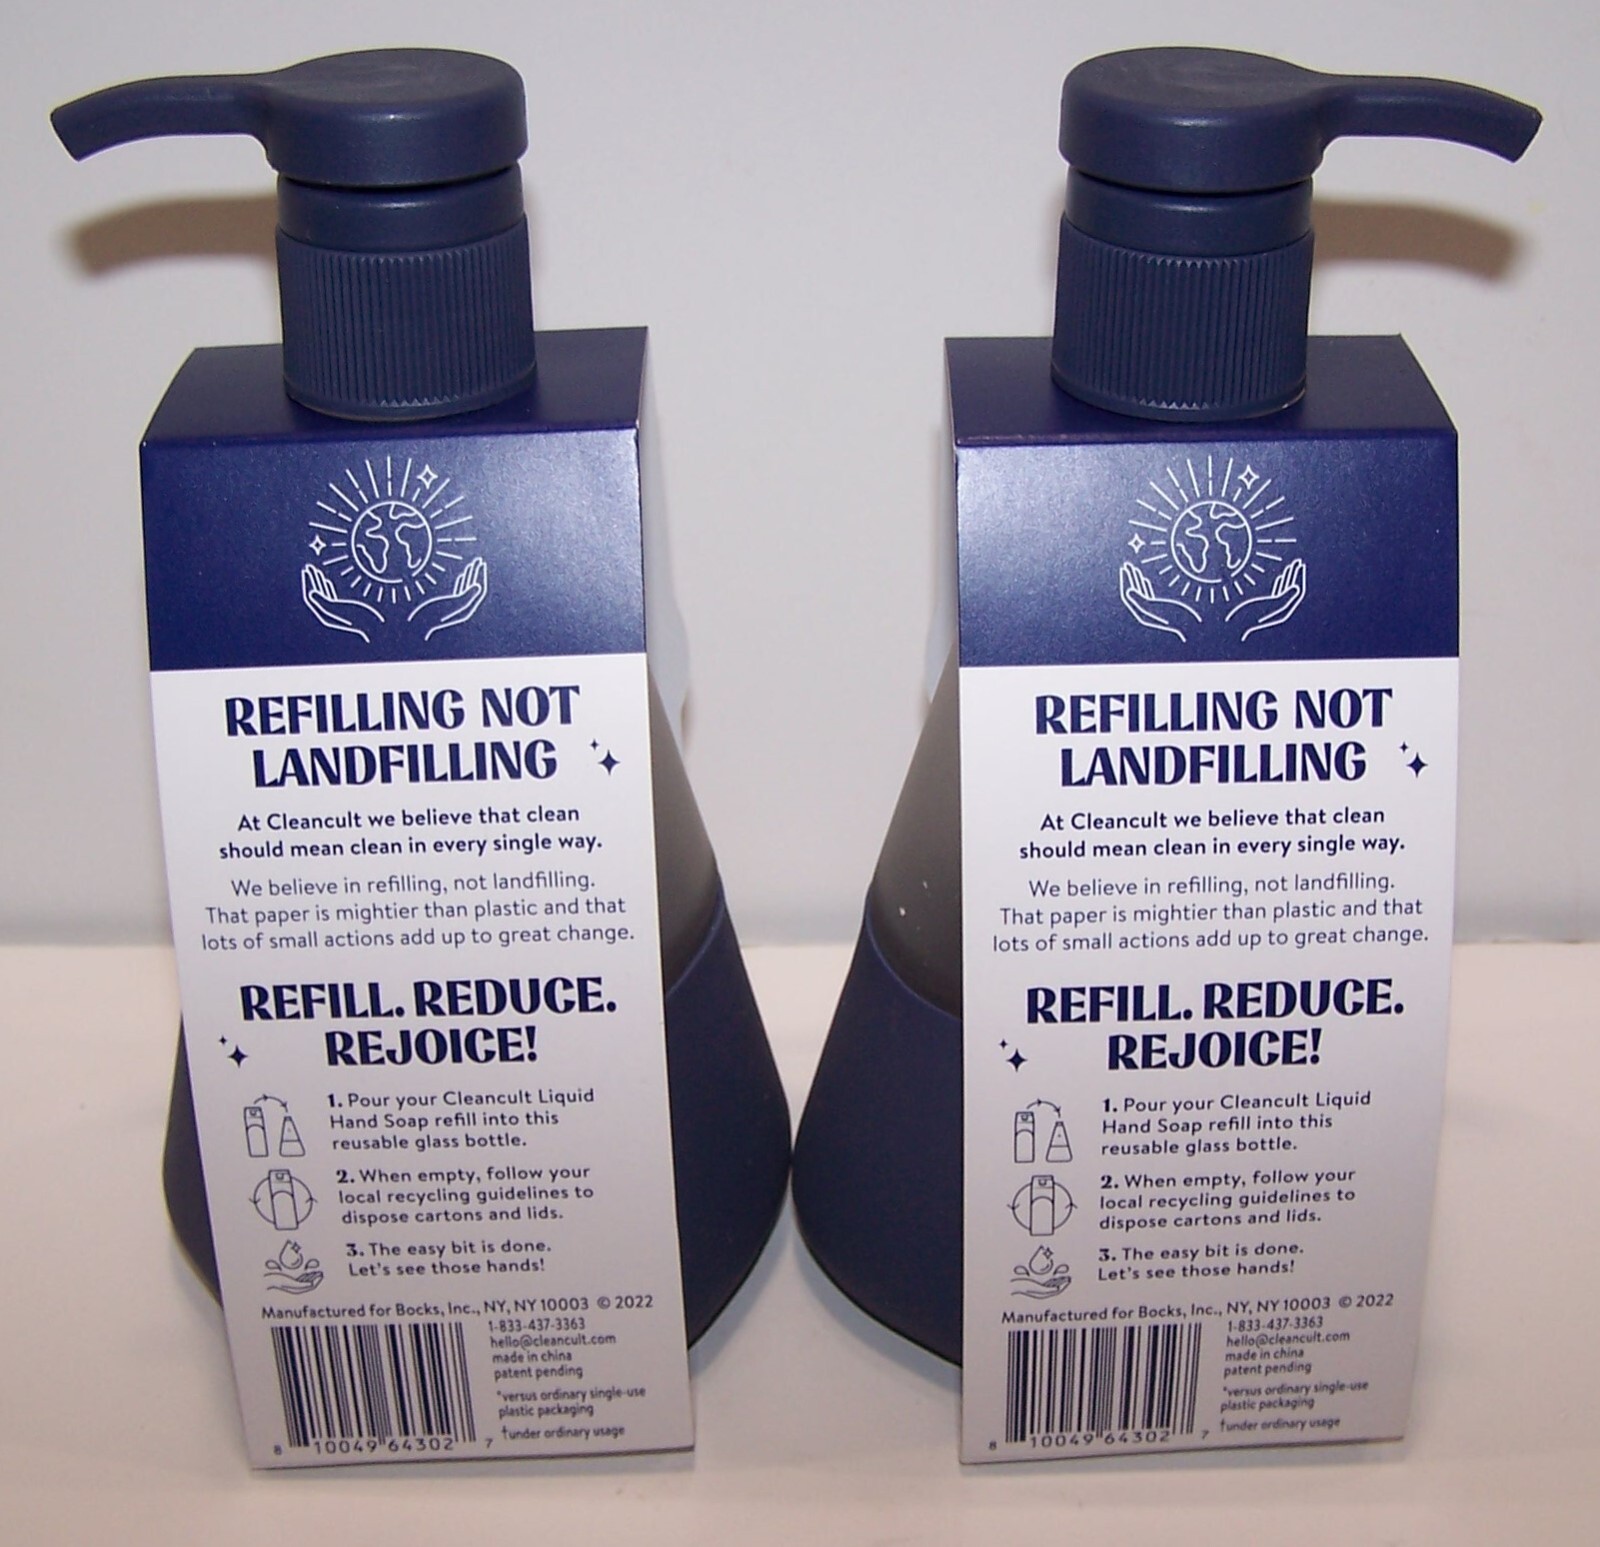 REFILLING NOT
LANDFILLING
At Cleancult we believe that clean
should mean clean in every single way.
We believe in refilling, not landfilling.
That paper is mightier than plastic and that
lots of small actions add up to great change.
REFILL. REDUCE.
REJOICE!
1. Pour your Cleancult Liquid
Hand Soap refill into this
reusable glass bottle.
2. When empty, follow your
local recycling guidelines to
dispose cartons and lids.
3. The easy bit is done.
Let's see those hands!
Manufactured for Bocks, Inc., NY, NY 10003 © 2022
1-833-437-3363
hello@cleancult.com
made in china
patent pending
*versus ordinary single-use
plastic packaging
†under ordinary usage
8 10049 64302 7
REFILLING NOT
LANDFILLING
At Cleancult we believe that clean
should mean clean in every single way.
We believe in refilling, not landfilling.
That paper is mightier than plastic and that
lots of small actions add up to great change.
REFILL. REDUCE.
REJOICE!
1. Pour your Cleancult Liquid
Hand Soap refill into this
reusable glass bottle.
2. When empty, follow your
local recycling guidelines to
dispose cartons and lids.
3. The easy bit is done.
Let's see those hands!
Manufactured for Bocks, Inc., NY, NY 10003 © 2022
1-833-437-3363
hello@cleancult.com
made in china
patent pending
*versus ordinary single-use
plastic packaging
†under ordinary usage
8 10049 64302 7